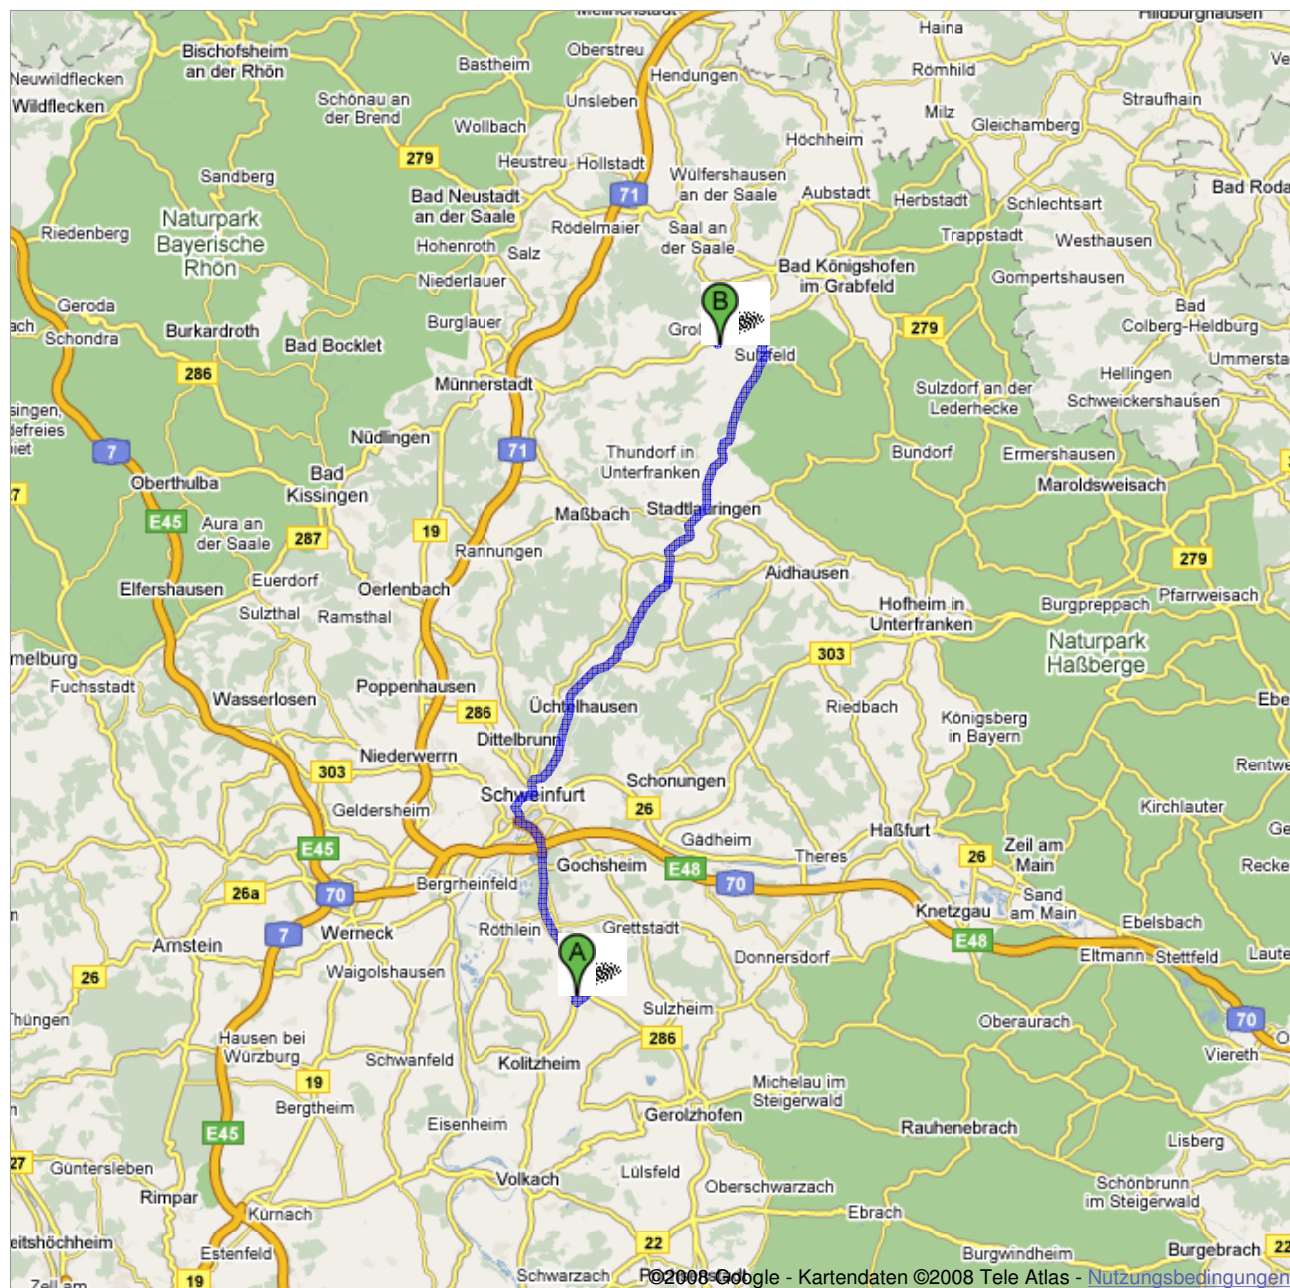 Haina
Bischofsheim
an der Rhön
Oberstreu
Bastheim
Hendungen
Römhild
Neuwildflecken
Wildflecken
Schönau an
der Brend
Unsleben
Straufhain
Milz
Gleichamberg
Wollbach
Höchheim
279
Heustreu
Hollstadt
Wülfershausen
an der Saale
Sandberg
71
Bad Neustadt
an der Saale
Aubstadt
Herbstadt
Schlechtsart
Bad Roda
Naturpark
Bayerische
Rhön
Riedenberg
Rödelmaier
Saal an
der Saale
Trappstadt
Westhausen
Hohenroth
Salz
Niederlauer
Bad Königshofen
im Grabfeld
Gompertshausen
Geroda
B
Bad
Colberg-Heldburg
Schondra
Burkardroth
Burglauer
279
Bad Bocklet
Sulzfeld
Ummersta
286
Münnerstadt
Sulzdorf an der
Lederhecke
Hellingen
Schweickershausen
Nüdlingen
7
71
Thundorf in
Unterfranken
Bundorf
Ermershausen
Oberthulba
Bad
Kissingen
Maroldsweisach
E45
Aura an
der Saale
287
19
Maßbach
Stadtlauringen
Rannungen
279
Elfershausen
Euerdorf
Oerlenbach
Aidhausen
Sulzthal
Ramsthal
Hofheim in
Unterfranken
Burgpreppach
Pfarrweisach
melburg
303
Naturpark
Haßberge
Fuchsstadt
Wasserlosen
Poppenhausen
286
Üchtelhausen
Riedbach
Königsberg
in Bayern
Dittelbrunn
Niederwerrn
303
Schonungen
Rentwe
Schweinfurt
26
Geldersheim
Kirchlauter
Haßfurt
E45
Gädheim
Zeil am
Main
26
Theres
Gochsheim
E48
70
26a
70
Bergrheinfeld
Sand
am Main
Knetzgau
Ebelsbach
7
Werneck
Röthlein
Grettstadt
E48
Arnstein
A
Donnersdorf
Eltmann
Stettfeld
26
Waigolshausen
Sulzheim
Oberaurach
70
Hausen bei
Würzburg
286
Viereth
Schwanfeld
Kolitzheim
19
Bergtheim
Michelau im
Steigerwald
Gerolzhofen
E45
Eisenheim
Rauhenebrach
Lisberg
27
Güntersleben
Rimpar
Volkach
Lülsfeld
Oberschwarzach
Schönbrunn
im Steigerwald
Kürnach
Ebrach
eitshöchheim
Estenfeld
22
Burgwindheim
Burgebrach
22
19
Schwarzach
©2008 Google - Kartendaten ©2008 Tele Atlas - Nutzungsbedingungen